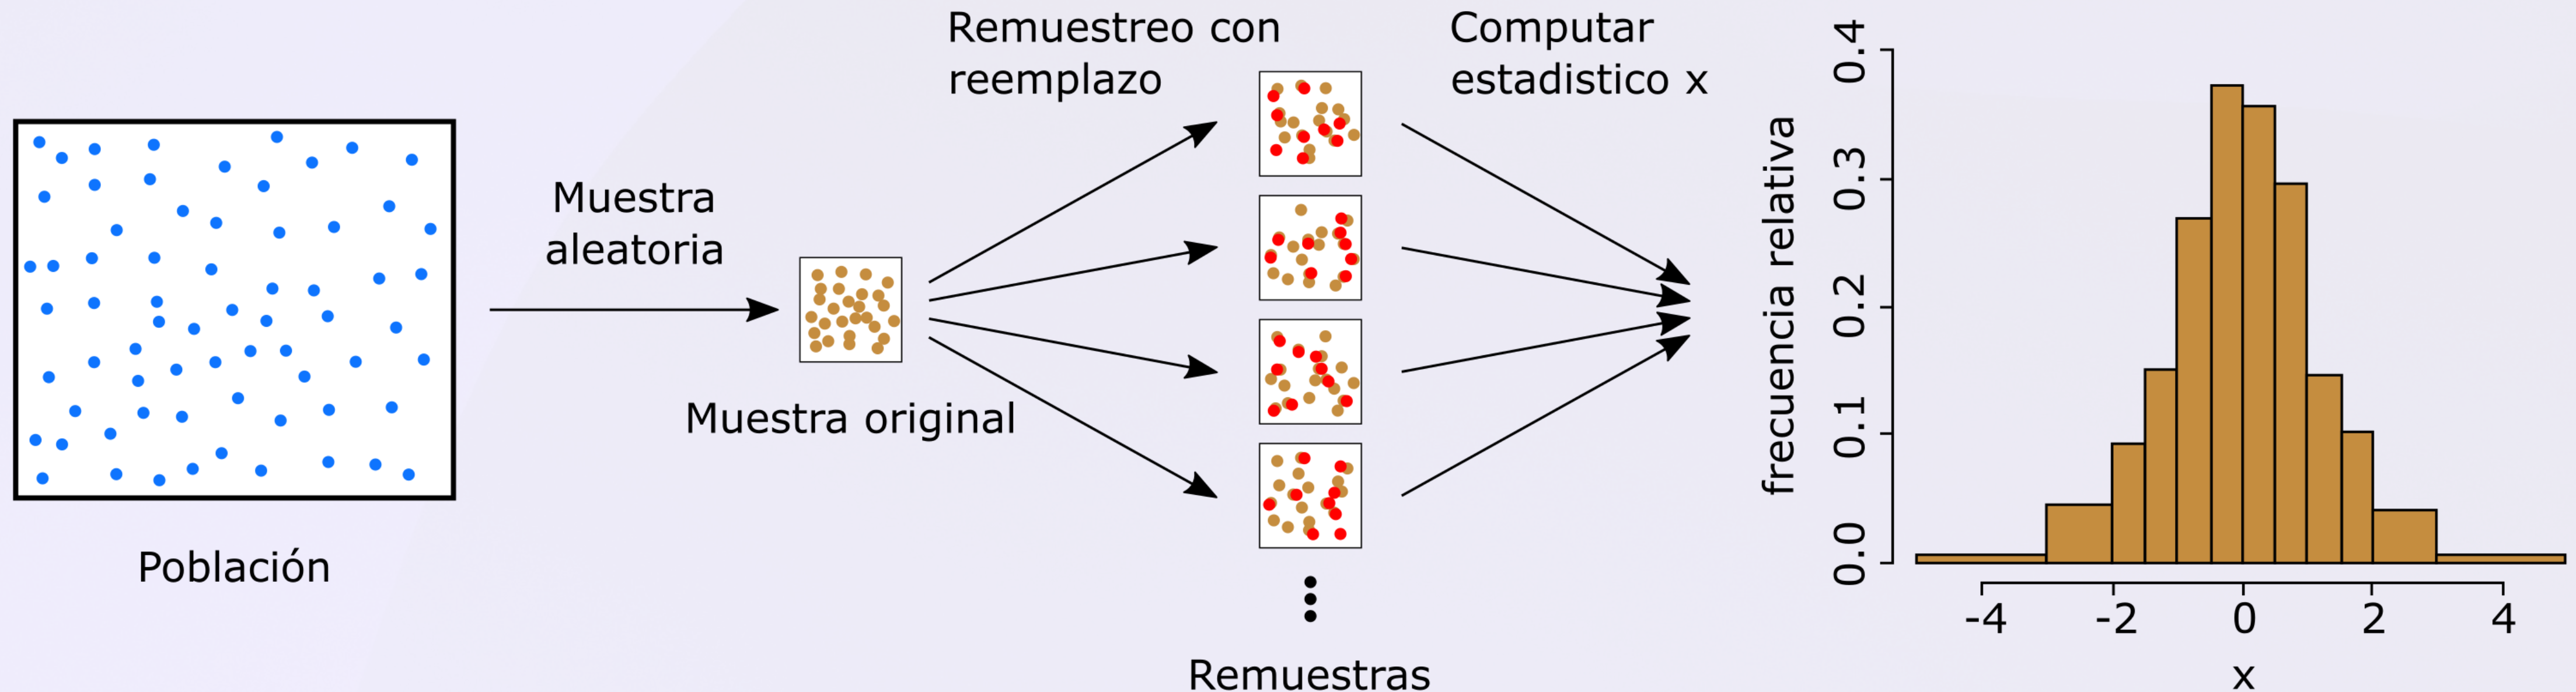 Población
Muestra
aleatoria
Muestra original
Remuestreo con
reemplazo
Remuestras
Computar
estadistico x
frecuencia relativa
0.4
0.3
0.2
0.1
0.0
-4 -2 0 2 4
x